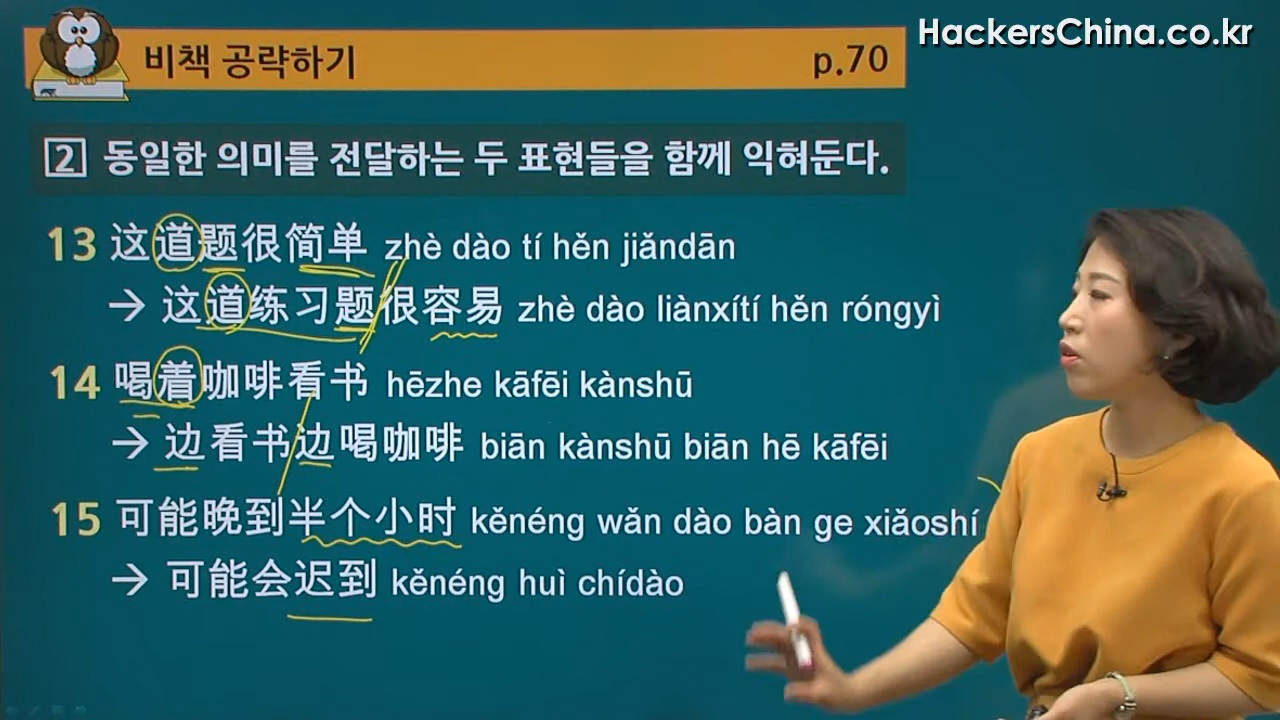 HackersChina.co.kr
비책 공략하기 p.70
2 동일한 의미를 전달하는 두 표현들을 함께 익혀둔다.
13 这道题很简单 zhè dào tí hěn jiǎndān
→ 这道练习题很容易 zhè dào liànxítí hěn róngyì
14 喝着咖啡看书 hēzhe kāfēi kànshū
→ 边看书边喝咖啡 biān kànshū biān hē kāfēi
15 可能晚到半个小时 kěnéng wǎn dào bàn ge xiǎoshí
→ 可能会迟到 kěnéng huì chídào